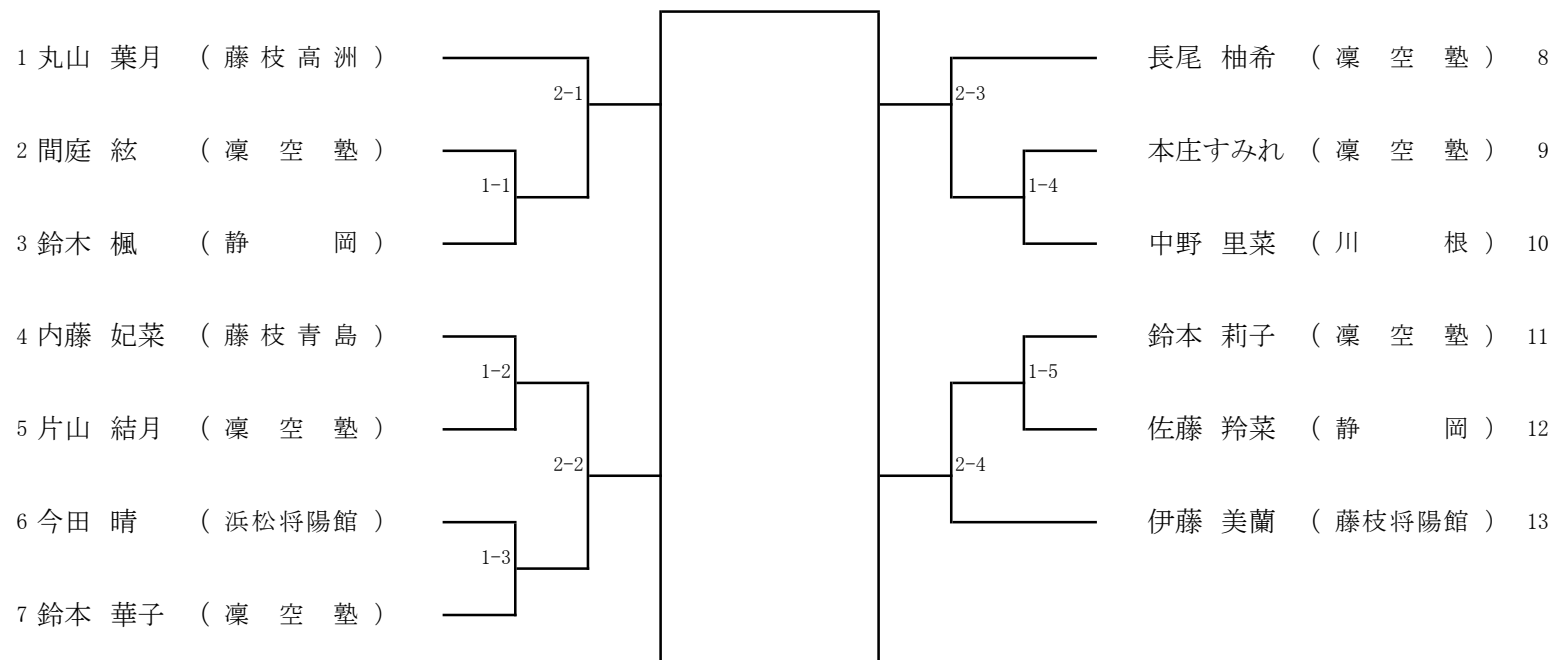 1 丸山 葉月 (藤枝高洲)
2-1
2 間庭 絃 (凜空塾)
1-1
3 鈴木 楓 (静岡)
4 内藤 妃菜 (藤枝青島)
1-2
5 片山 結月 (凜空塾)
2-2
6 今田 晴 (浜松将陽館)
1-3
7 鈴本 華子 (凜空塾)
長尾 柚希 (凜空塾) 8
2-3
本庄すみれ (凜空塾) 9
1-4
中野 里菜 (川根) 10
鈴本 莉子 (凜空塾) 11
1-5
佐藤 羚菜 (静岡) 12
2-4
伊藤 美蘭 (藤枝将陽館) 13